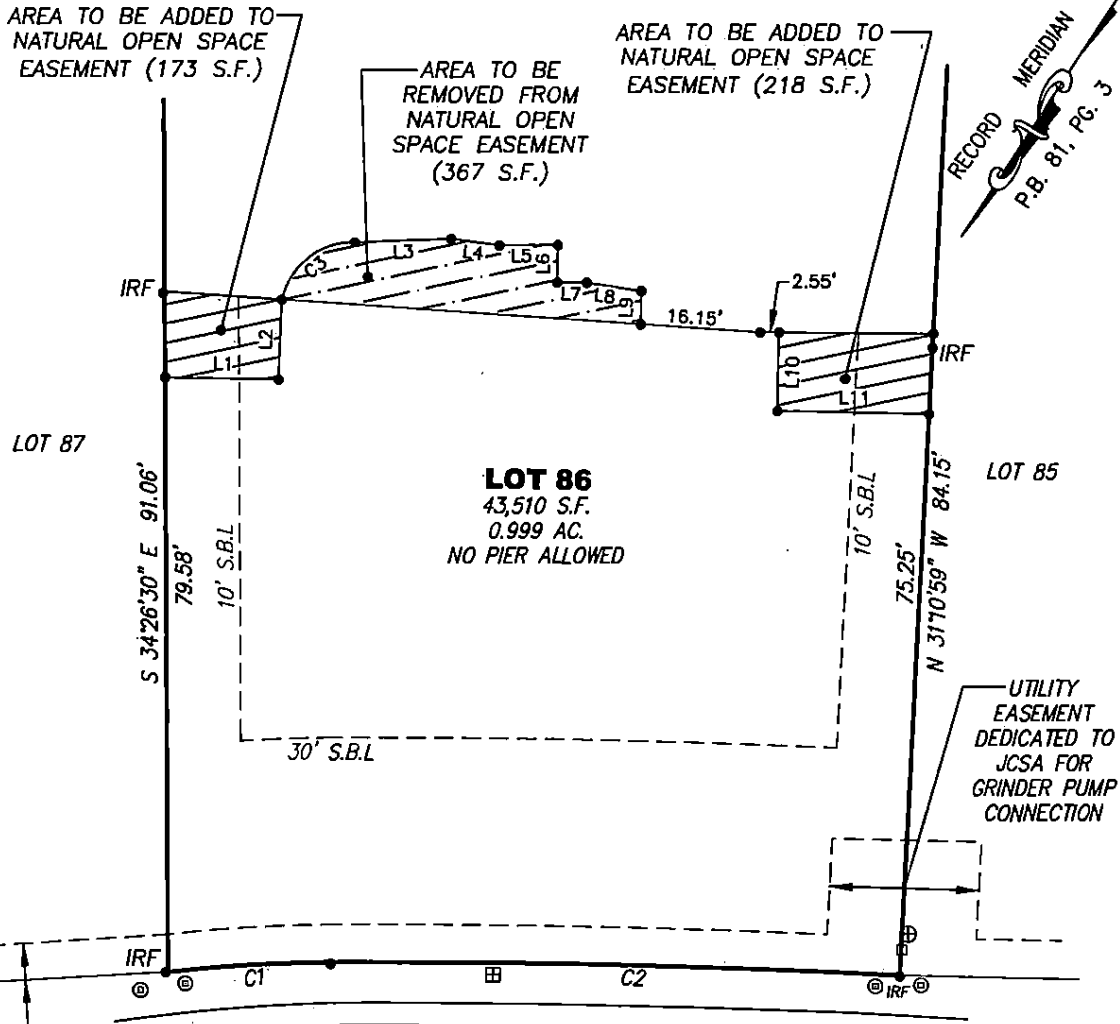 AREA TO BE ADDED TO
NATURAL OPEN SPACE
EASEMENT (173 S.F.)
AREA TO BE
REMOVED FROM
NATURAL OPEN
SPACE EASEMENT
(367 S.F.)
AREA TO BE ADDED TO
NATURAL OPEN SPACE
EASEMENT (218 S.F.)
RECORD MERIDIAN
P.B. 81, PG. 3
C3
L3
L4
L5
L6
L7
L8
L9
16.15'
2.55'
IRF
L1
L2
L10
L11
IRF
LOT 87
LOT 86
43,510 S.F.
0.999 AC.
NO PIER ALLOWED
LOT 85
S 34°26'30" E 91.06'
79.58'
10' S.B.L
10' S.B.L
75.25'
N 31°10'59" W 84.15'
30' S.B.L
UTILITY
EASEMENT
DEDICATED TO
JCSA FOR
GRINDER PUMP
CONNECTION
IRF
C1
C2
IRF